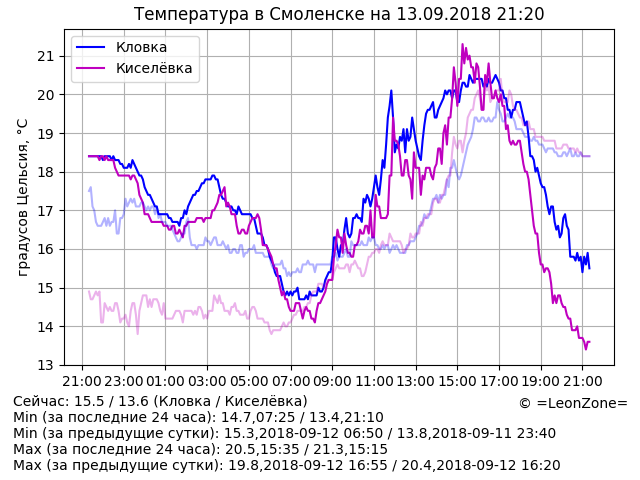 Температура в Смоленске на 13.09.2018 21:20
Кловка
Киселёвка
градусов Цельсия, °C
21
20
19
18
17
16
15
14
13
21:00 23:00 01:00 03:00 05:00 07:00 09:00 11:00 13:00 15:00 17:00 19:00 21:00
Сейчас: 15.5 / 13.6 (Кловка / Киселёвка)
© =LeonZone=
Min (за последние 24 часа): 14.7,07:25 / 13.4,21:10
Min (за предыдущие сутки): 15.3,2018-09-12 06:50 / 13.8,2018-09-11 23:40
Max (за последние 24 часа): 20.5,15:35 / 21.3,15:15
Max (за предыдущие сутки): 19.8,2018-09-12 16:55 / 20.4,2018-09-12 16:20